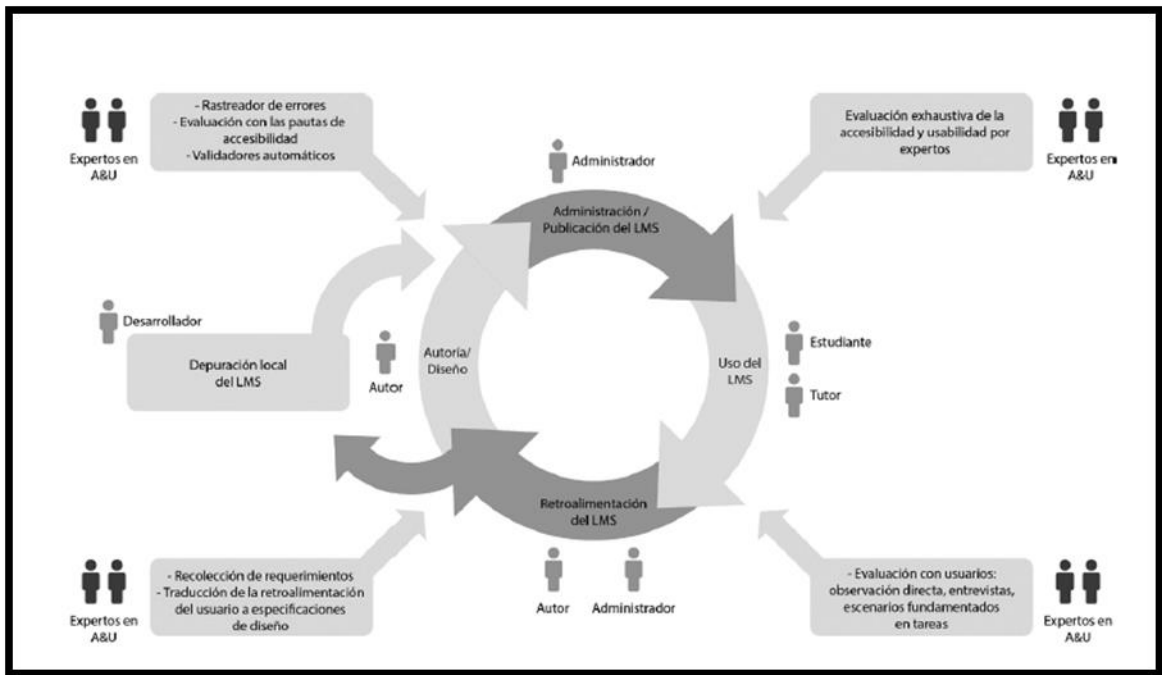 - Rastreador de errores
- Evaluación con las pautas de
accesibilidad
- Validadores automáticos
Expertos en
A&U
Evaluación exhaustiva de la
accesibilidad y usabilidad por
expertos
Expertos en
A&U
Administrador
Administración /
Publicación del LMS
Desarrollador
Depuración local
del LMS
Autor
Autoría/
Diseño
Uso del
LMS
Estudiante
Tutor
Retroalimentación
del LMS
Autor
Administrador
- Recolección de requerimientos
- Traducción de la retroalimentación
del usuario a especificaciones
de diseño
Expertos en
A&U
- Evaluación con usuarios:
observación directa, entrevistas,
escenarios fundamentados
en tareas
Expertos en
A&U